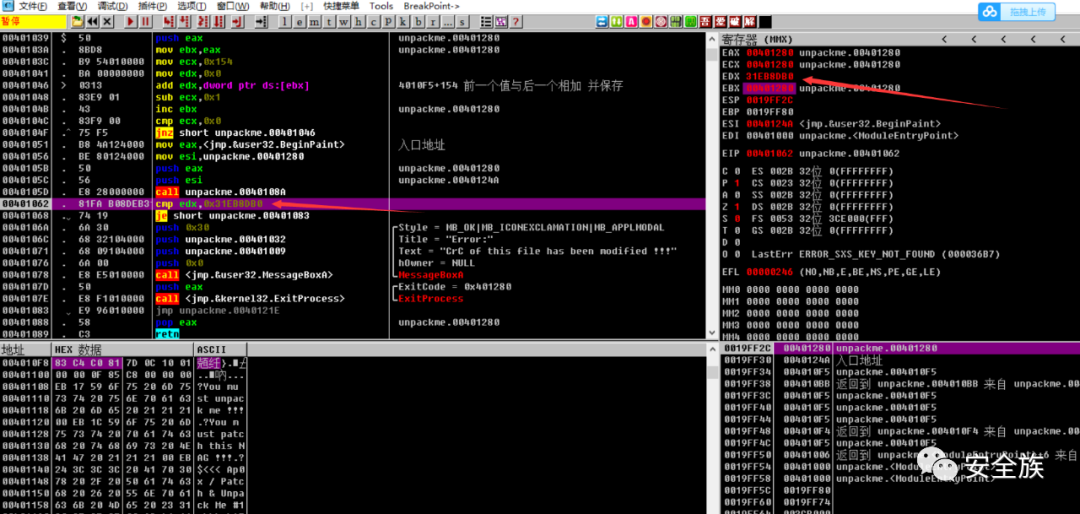 文件(F) 查看(V) 调试(D) 插件(P) 选项(T) 窗口(W) 帮助(H) [+] 快捷菜单 Tools BreakPoint->
拖拽上传
暂停
l e m t w h c P k b r ... s
吾 爱 破 解
00401039 $ 50 push eax unpackme.00401280
0040103A . 8BD8 mov ebx,eax unpackme.00401280
0040103C . B9 54010000 mov ecx,0x154
00401041 . BA 00000000 mov edx,0x0
00401046 > 0313 add edx,dword ptr ds:[ebx] 4010F5+154 前一个值与后一个相加 并保存
00401048 . 83E9 01 sub ecx,0x1
0040104B . 43 inc ebx unpackme.00401280
0040104C . 83F9 00 cmp ecx,0x0
0040104F .^ 75 F5 jnz short unpackme.00401046
00401051 . B8 4A124000 mov eax,<jmp.&user32.BeginPaint> 入口地址
00401056 . BE 80124000 mov esi,unpackme.00401280
0040105B . 50 push eax unpackme.00401280
0040105C . 56 push esi unpackme.0040124A
0040105D . E8 28000000 call unpackme.0040108A
00401062 . 81FA B08DEB3 cmp edx,0x31EB8DB0
00401068 . 74 19 je short unpackme.00401083
0040106A . 6A 30 push 0x30 Style = MB_OK|MB_ICONEXCLAMATION|MB_APPLMODAL
0040106C . 68 32104000 push unpackme.00401032 Title = "Error:"
00401071 . 68 09104000 push unpackme.00401009 Text = "CrC of this file has been modified !!!"
00401076 . 6A 00 push 0x0 hOwner = NULL
00401078 . E8 E5010000 call <jmp.&user32.MessageBoxA> MessageBoxA
0040107D . 50 push eax ExitCode = 0x401280
0040107E . E8 F1010000 call <jmp.&kernel32.ExitProcess> ExitProcess
00401083 . E9 96010000 jmp unpackme.0040121E
00401088 . 58 pop eax unpackme.00401280
00401089 . C3 retn
寄存器 (MMX) < < < < <
EAX 00401280 unpackme.00401280
ECX 00401280 unpackme.00401280
EDX 31EB8DB0
EBX 00401280 unpackme.00401280
ESP 0019FF2C
EBP 0019FF80
ESI 0040124A <jmp.&user32.BeginPaint>
EDI 00401000 unpackme.<ModuleEntryPoint>
EIP 00401062 unpackme.00401062
C 0 ES 002B 32位 0(FFFFFFFF)
P 1 CS 0023 32位 0(FFFFFFFF)
A 0 SS 002B 32位 0(FFFFFFFF)
Z 1 DS 002B 32位 0(FFFFFFFF)
S 0 FS 0053 32位 3CE000(FFF)
T 0 GS 002B 32位 0(FFFFFFFF)
D 0
O 0 LastErr ERROR_SXS_KEY_NOT_FOUND (000036B7)
EFL 00000246 (NO,NB,E,BE,NS,PE,GE,LE)
MM0 0000 0000 0000 0000
MM1 0000 0000 0000 0000
MM2 0000 0000 0000 0000
MM3 0000 0000 0000 0000
MM4 0000 0000 0000 0000
地址 HEX 数据 ASCII
004010F8 83 C4 C0 81 7D 0C 10 01
00401100 00 00 0F 85 C8 00 00 00
00401108 EB 17 59 6F 75 20 6D 75 ?You mu
00401110 73 74 20 75 6E 70 61 63 st unpac
00401118 6B 20 6D 65 20 21 21 21 k me !!!
00401120 00 EB 1C 59 6F 75 20 6D .?You m
00401128 75 73 74 20 70 61 74 63 ust patc
00401130 68 20 74 68 69 73 20 4E h this N
00401138 41 47 20 21 21 21 00 EB AG !!!.?
00401140 24 3C 3C 3C 20 41 70 30 $<<< Ap0
00401148 78 20 2F 20 50 61 74 63 x / Patc
00401150 68 20 26 20 55 6E 70 61 h & Unpa
00401158 63 6B 20 4D 65 20 23 31 ck Me #1
0019FF2C 00401280 unpackme.00401280
0019FF30 0040124A 入口地址
0019FF34 004010F5 unpackme.004010F5
0019FF38 004010BB 返回到 unpackme.004010BB 来自 unpackme.00
0019FF3C 004010F5 unpackme.004010F5
0019FF40 004010F5 unpackme.004010F5
0019FF44 004010F5 unpackme.004010F5
0019FF48 004010F4 返回到 unpackme.004010F4 来自 unpackme.00
0019FF4C 004010F5 unpackme.004010F5
0019FF50 00401006 返回到 unpackme.<ModuleEntryPoint>+6 来自
0019FF54 00401000 unpackme.<ModuleEntryPoint>
0019FF58 00401000 unpackme.<ModuleEntryPoint>
0019FF5C 0019FF80
0019FF60 0019FF74
安全族